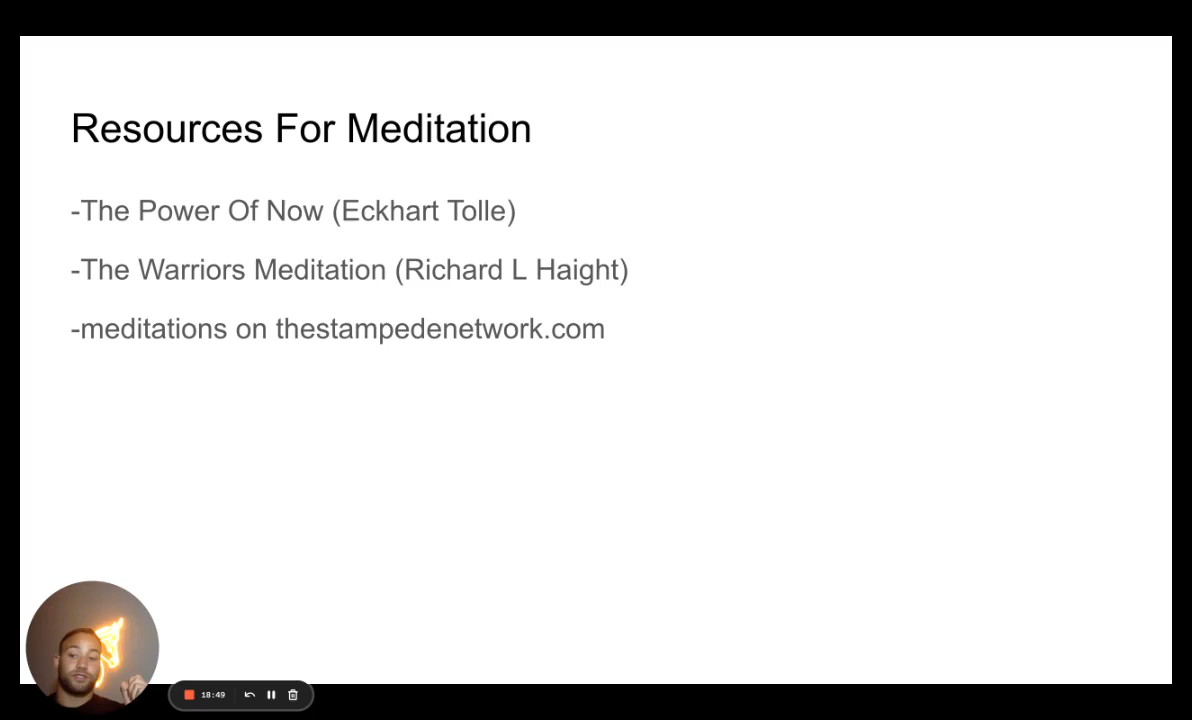 Resources For Meditation
-The Power Of Now (Eckhart Tolle)
-The Warriors Meditation (Richard L Haight)
-meditations on thestampedenetwork.com
18:49